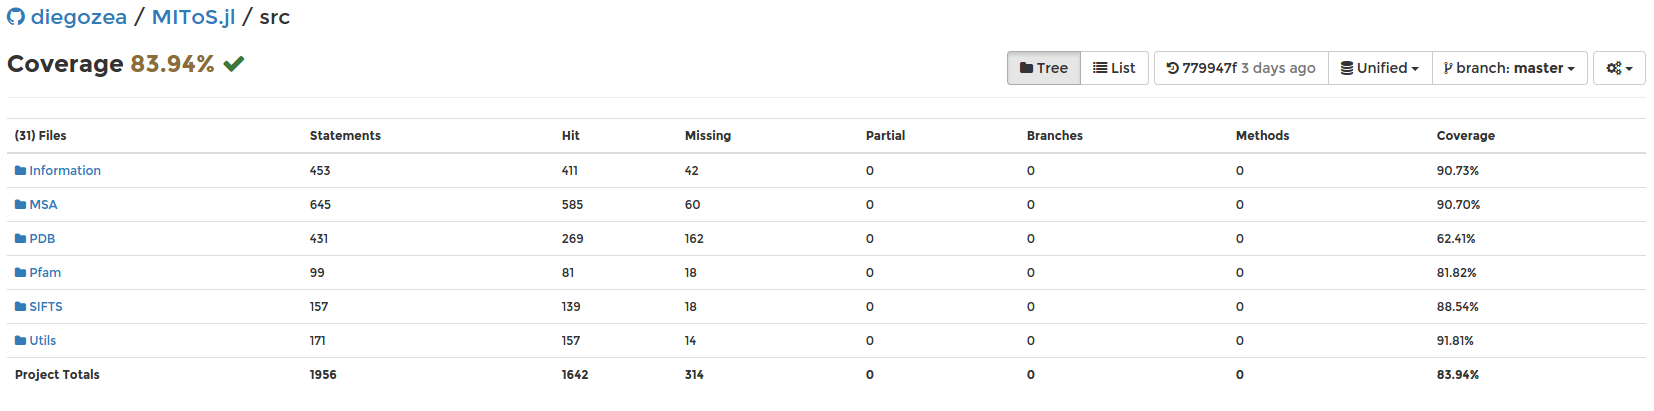 diegozea / MIToS.jl / src
Coverage 83.94%
Tree List 779947f 3 days ago Unified branch: master
(31) Files Statements Hit Missing Partial Branches Methods Coverage
Information 453 411 42 0 0 0 90.73%
MSA 645 585 60 0 0 0 90.70%
PDB 431 269 162 0 0 0 62.41%
Pfam 99 81 18 0 0 0 81.82%
SIFTS 157 139 18 0 0 0 88.54%
Utils 171 157 14 0 0 0 91.81%
Project Totals 1956 1642 314 0 0 0 83.94%